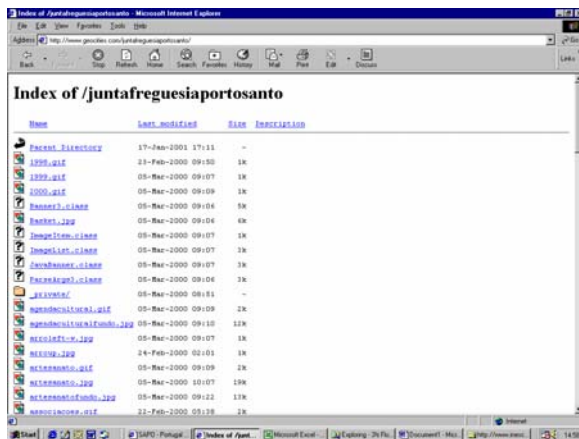 Index of /juntafreguesiaportosanto - Microsoft Internet Explorer
File Edit View Favorites Tools Help
Address http://www.geocities.com/juntafreguesiaportosanto/ Go
Back Stop Refresh Home Search Favorites History Mail Print Edit Discuss Links
Index of /juntafreguesiaportosanto
Name Last modified Size Description
Parent Directory 17-Jan-2001 17:11 -
1998.gif 23-Feb-2000 09:50 1k
1999.gif 05-Mar-2000 09:07 1k
2000.gif 05-Mar-2000 09:09 1k
Banner3.class 05-Mar-2000 09:06 5k
Basket.jpg 05-Mar-2000 09:06 6k
ImageItem.class 05-Mar-2000 09:07 1k
ImageList.class 05-Mar-2000 09:07 3k
JavaBanner.class 05-Mar-2000 09:07 3k
ParseArgs3.class 05-Mar-2000 09:06 3k
_private/ 05-Mar-2000 08:51 -
agendacultural.gif 05-Mar-2000 09:09 2k
agendaculturalfundo.jpg 05-Mar-2000 09:10 12k
arroleft-w.jpg 05-Mar-2000 09:07 1k
arroup.jpg 24-Feb-2000 02:01 1k
artesanato.gif 05-Mar-2000 09:09 2k
artesanato.jpg 05-Mar-2000 10:07 19k
artesanatofundo.jpg 05-Mar-2000 09:22 13k
associacoes.gif 22-Feb-2000 05:38 2k
Internet
Start SAPO - Portugal Index of /junt... Microsoft Excel - Exploring - Document1 - Mics... http://www.